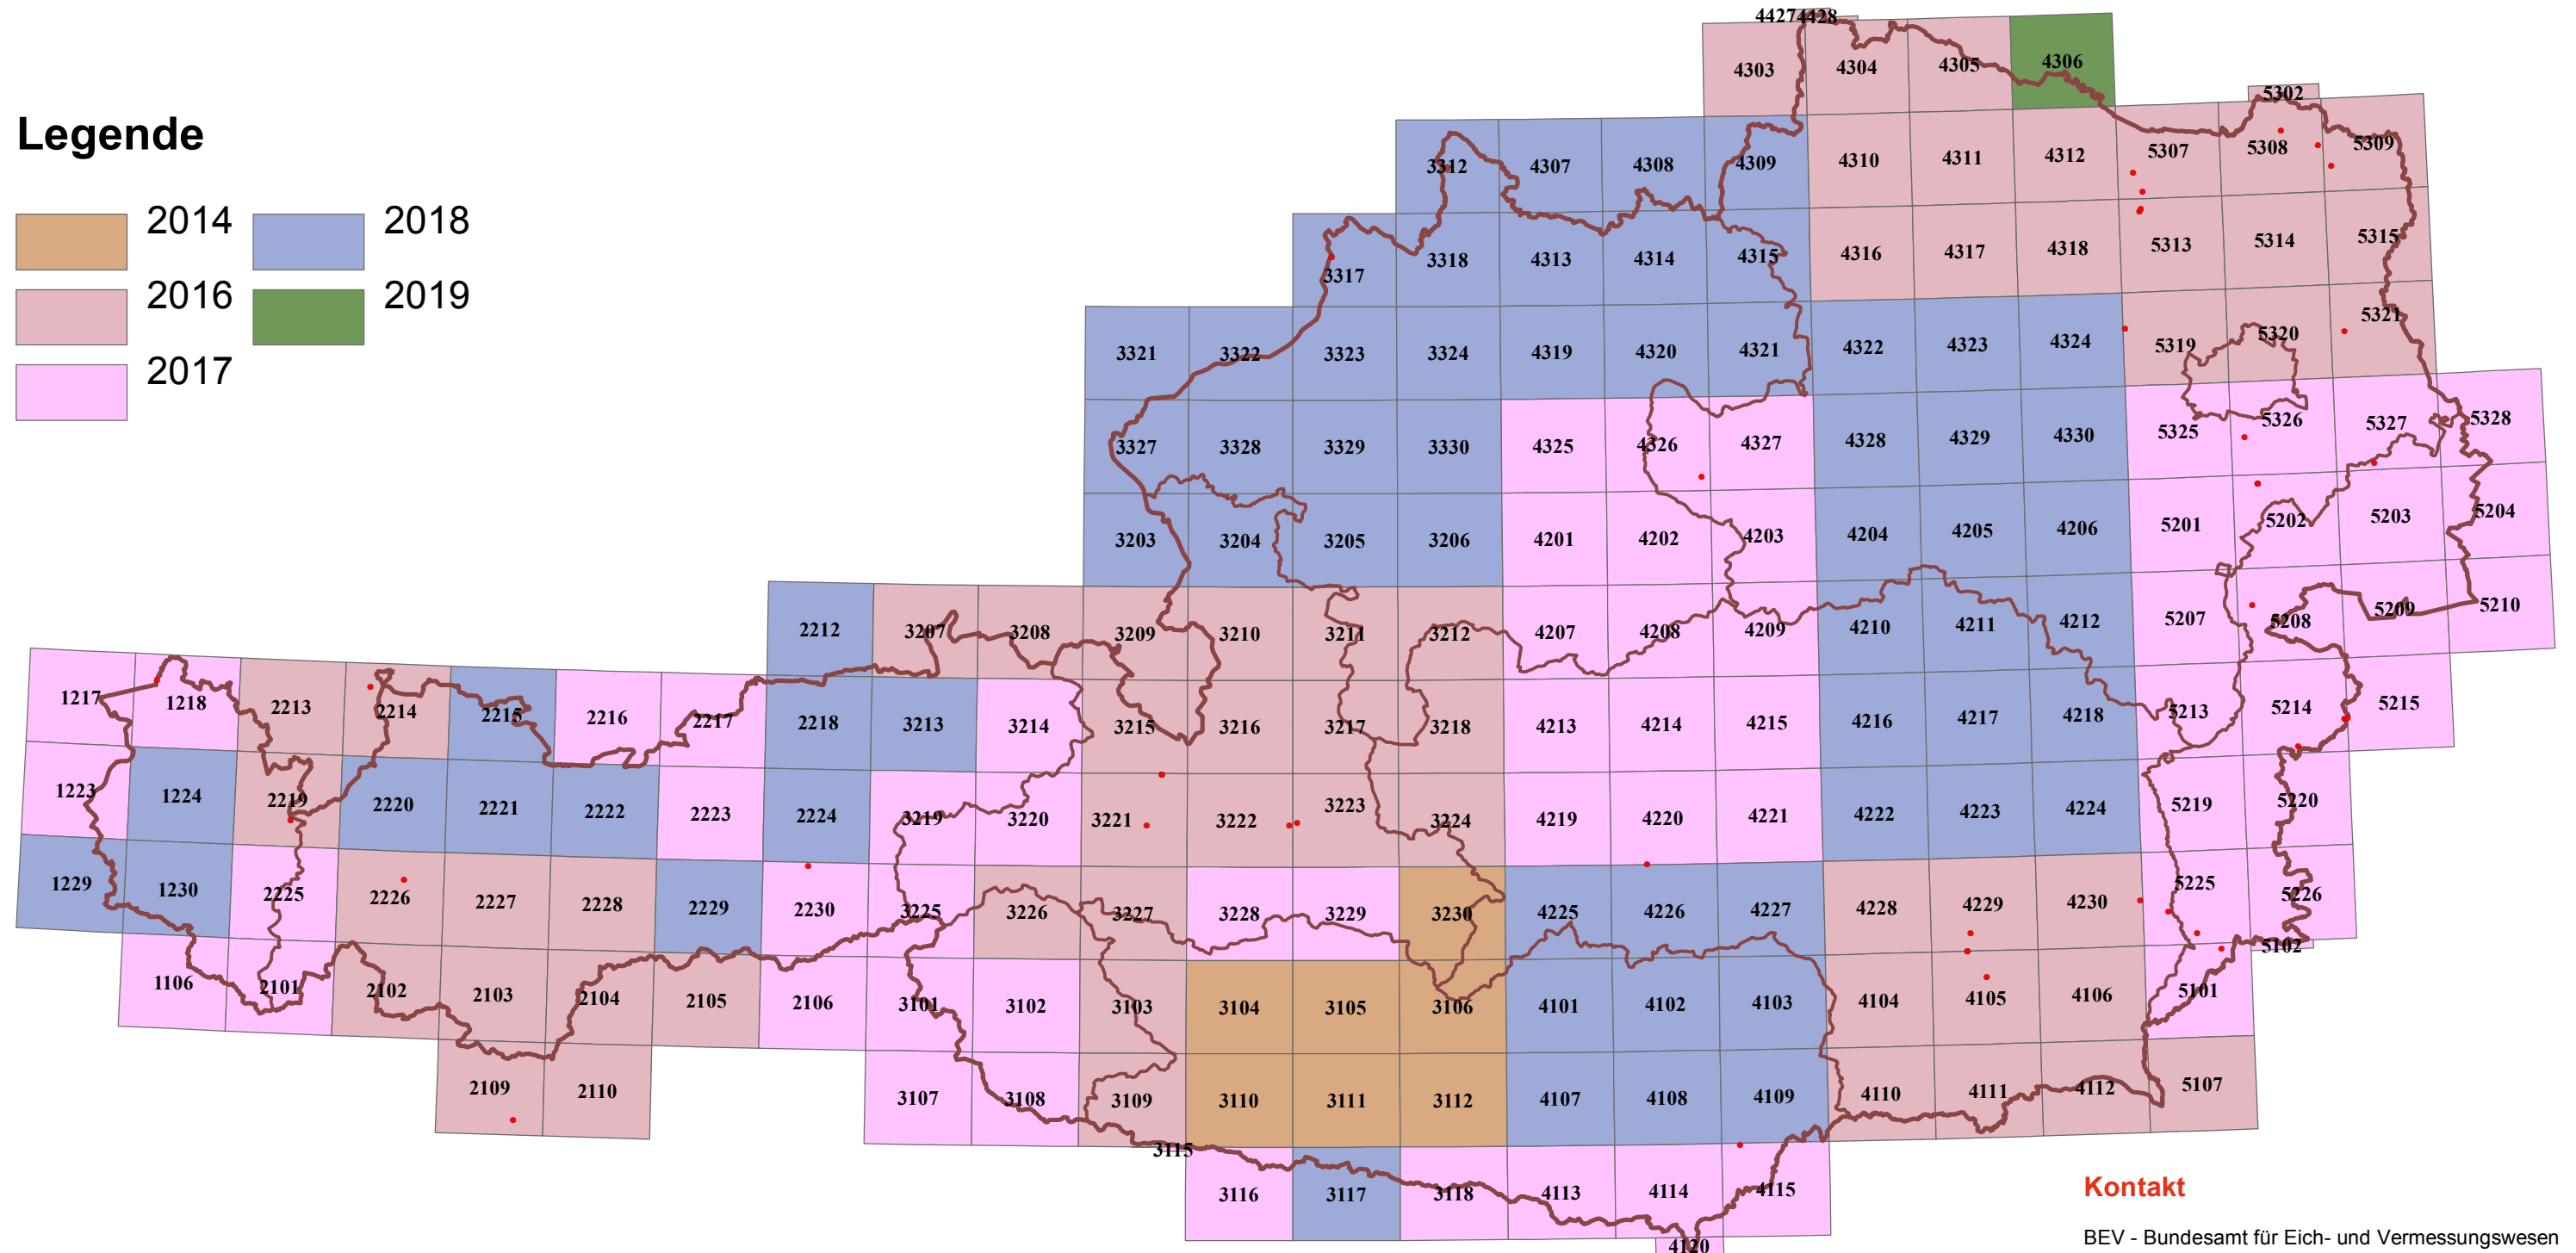 Legende
2014 2018
2016 2019
2017
4427 4428
4303 4304 4305 4306
5302
3312 4307 4308 4309 4310 4311 4312 5307 5308 5309
3317 3318 4313 4314 4315 4316 4317 4318 5313 5314 5315
3321 3322 3323 3324 4319 4320 4321 4322 4323 4324 5319 5320 5321
3327 3328 3329 3330 4325 4326 4327 4328 4329 4330 5325 5326 5327 5328
3203 3204 3205 3206 4201 4202 4203 4204 4205 4206 5201 5202 5203 5204
2212 3207 3208 3209 3210 3211 3212 4207 4208 4209 4210 4211 4212 5207 5208 5209 5210
1217 1218 2213 2214 2215 2216 2217 2218 3213 3214 3215 3216 3217 3218 4213 4214 4215 4216 4217 4218 5213 5214 5215
1223 1224 2219 2220 2221 2222 2223 2224 3219 3220 3221 3222 3223 3224 4219 4220 4221 4222 4223 4224 5219 5220
1229 1230 2225 2226 2227 2228 2229 2230 3225 3226 3227 3228 3229 3230 4225 4226 4227 4228 4229 4230 5225 5226
5102
1106 2101 2102 2103 2104 2105 2106 3101 3102 3103 3104 3105 3106 4101 4102 4103 4104 4105 4106 5101
2109 2110 3107 3108 3109 3110 3111 3112 4107 4108 4109 4110 4111 4112 5107
3115
3116 3117 3118 4113 4114 4115
4120
Kontakt
BEV - Bundesamt für Eich- und Vermessungswesen